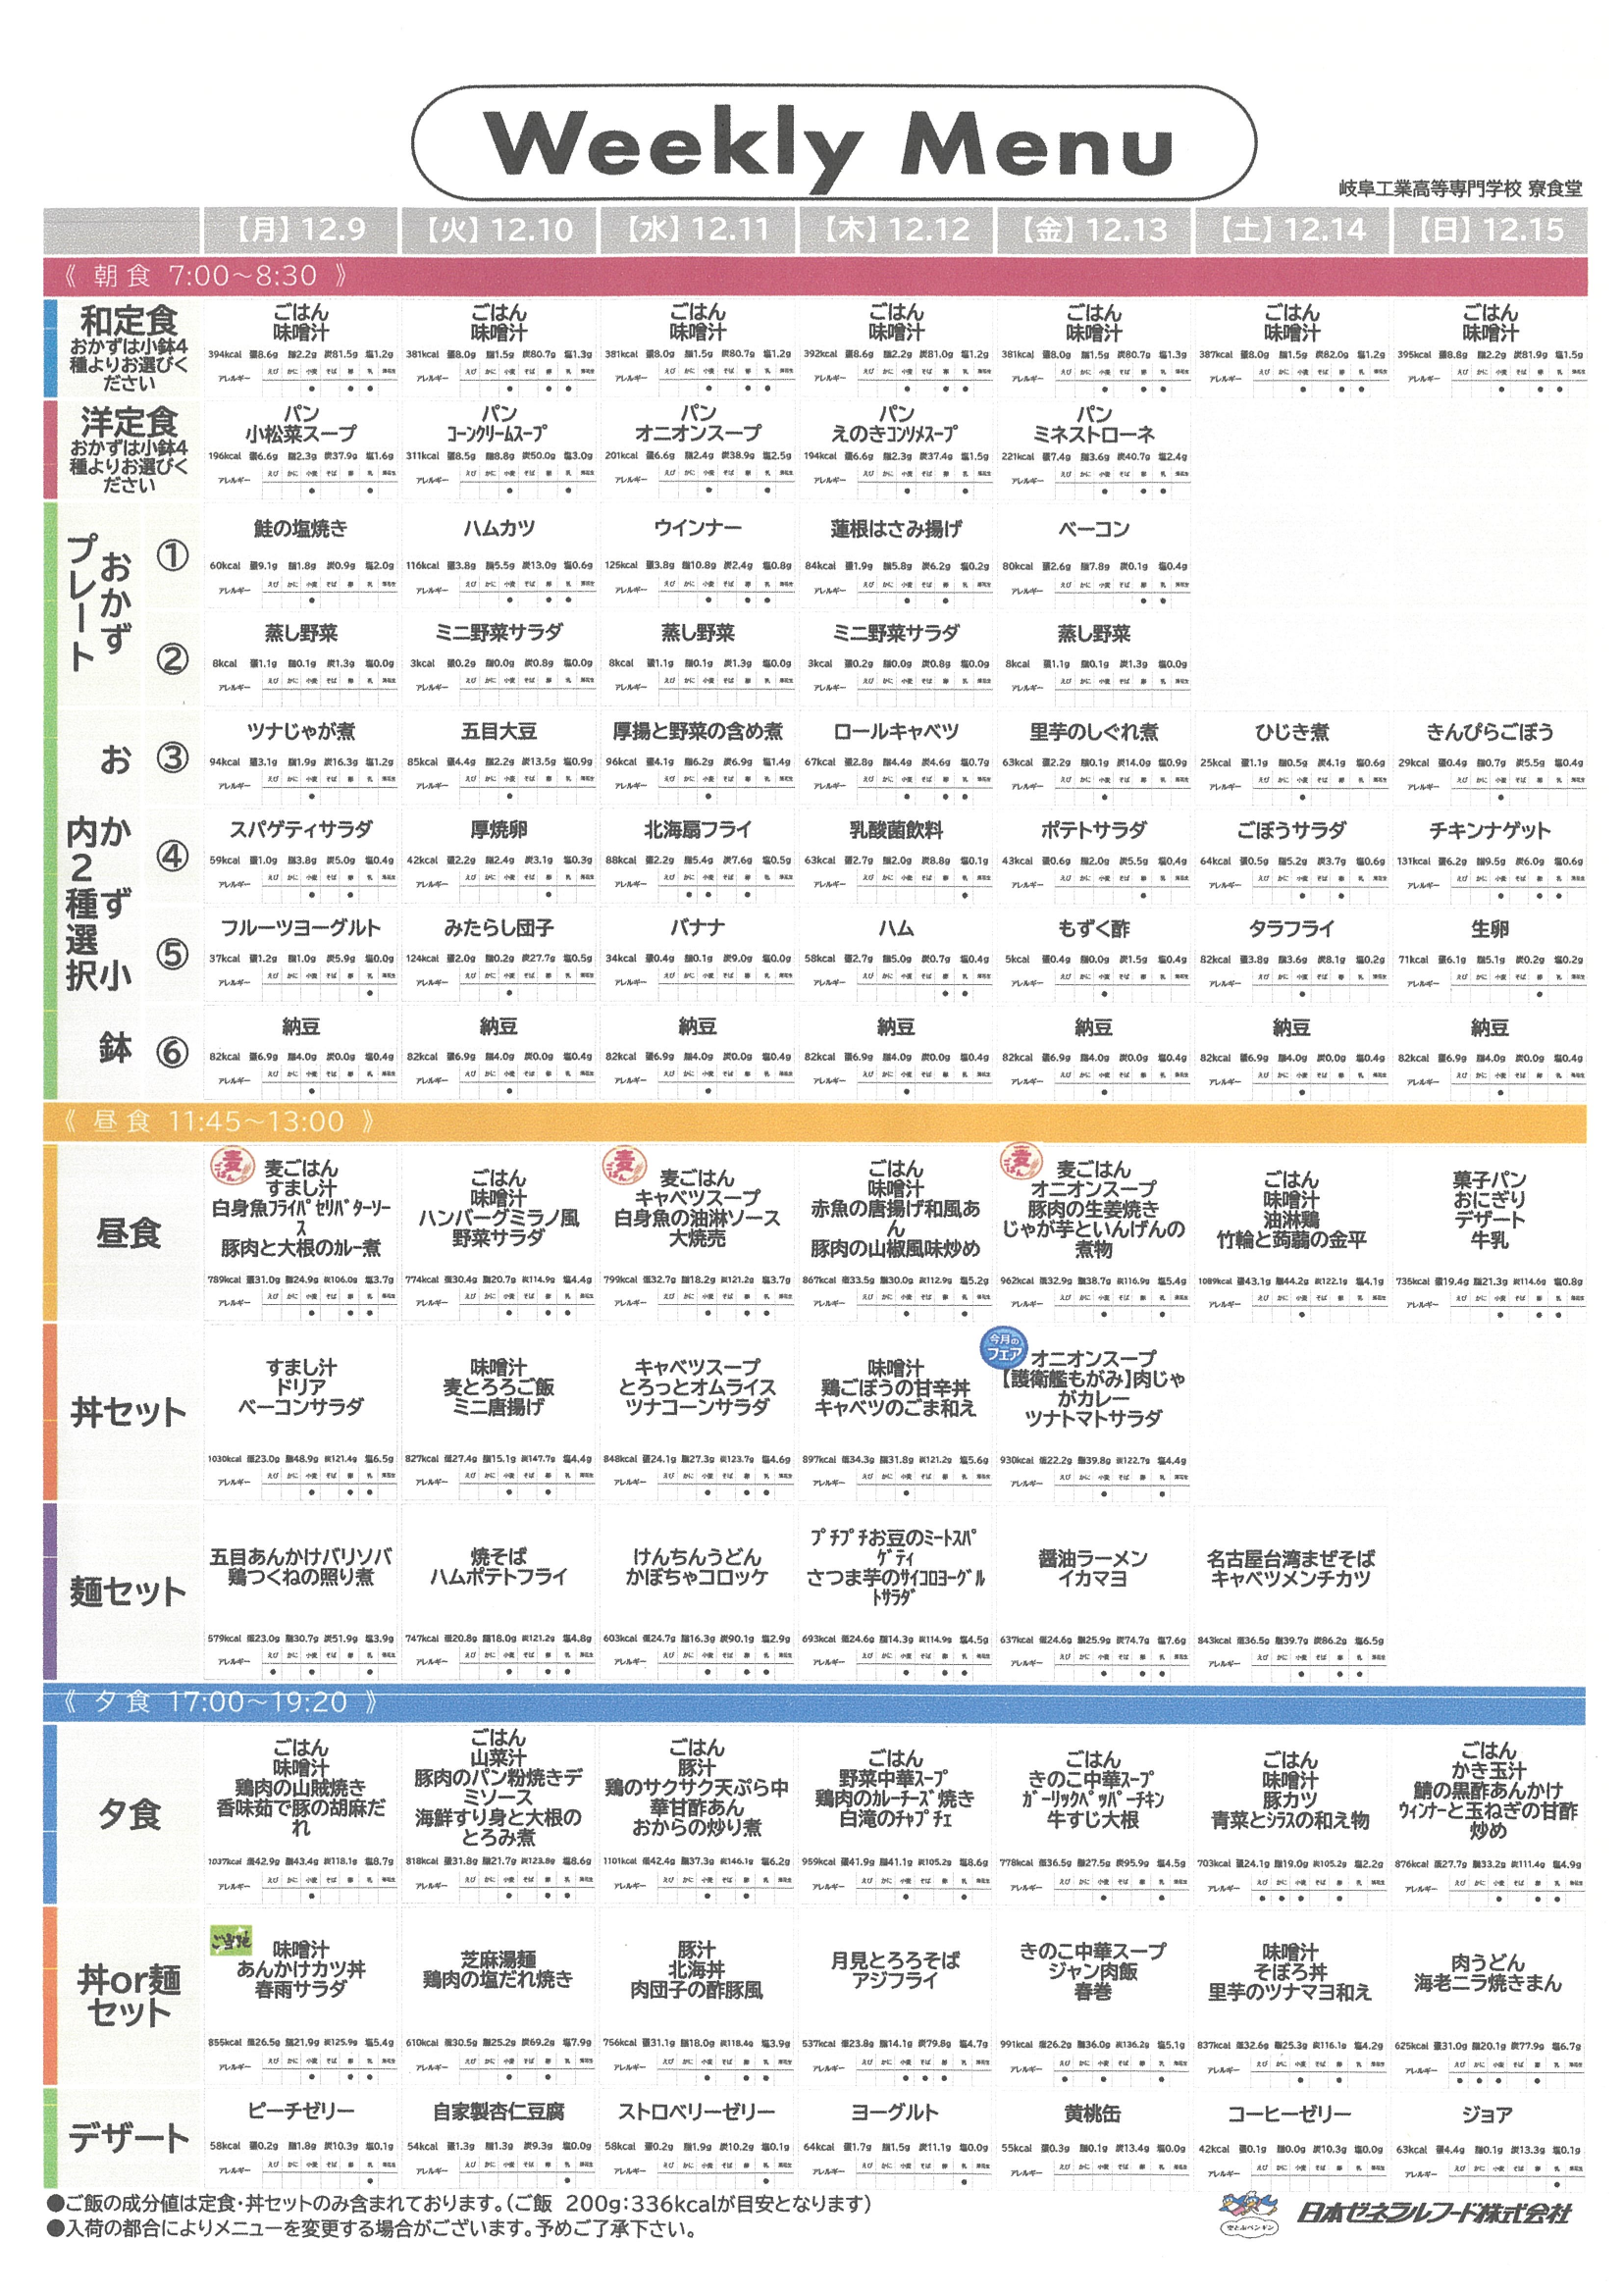 Weekly Menu
岐阜工業高等専門学校 寮食堂
【月】12.9 【火】12.10 【水】12.11 【木】12.12 【金】12.13 【土】12.14 【日】12.15
《 朝食 7:00～8:30 》
和定食
おかずは小鉢4
種よりお選びく
ださい
ごはん ごはん ごはん ごはん ごはん ごはん ごはん
味噌汁 味噌汁 味噌汁 味噌汁 味噌汁 味噌汁 味噌汁
394kcal 蛋8.6g 脂2.2g 炭81.5g 塩1.2g 381kcal 蛋8.0g 脂1.5g 炭80.7g 塩1.3g 381kcal 蛋8.0g 脂1.5g 炭80.7g 塩1.2g 392kcal 蛋8.6g 脂2.2g 炭81.0g 塩1.2g 381kcal 蛋8.0g 脂1.5g 炭80.7g 塩1.3g 387kcal 蛋8.0g 脂1.5g 炭82.0g 塩1.2g 395kcal 蛋8.8g 脂2.2g 炭81.9g 塩1.5g
洋定食
おかずは小鉢4
種よりお選びく
ださい
パン パン パン パン パン
小松菜スープ ｺｰﾝｸﾘｰﾑｽｰﾌﾟ オニオンスープ えのきｺﾝｿﾒｽｰﾌﾟ ミネストローネ
196kcal 蛋6.6g 脂2.3g 炭37.9g 塩1.6g 311kcal 蛋8.5g 脂8.8g 炭50.0g 塩3.0g 201kcal 蛋6.6g 脂2.4g 炭38.9g 塩2.5g 194kcal 蛋6.6g 脂2.3g 炭37.4g 塩1.5g 221kcal 蛋7.4g 脂3.6g 炭40.7g 塩2.4g
おかず
プレート
①
鮭の塩焼き ハムカツ ウインナー 蓮根はさみ揚げ ベーコン
60kcal 蛋9.1g 脂1.8g 炭0.9g 塩2.0g 116kcal 蛋3.8g 脂5.5g 炭13.0g 塩0.6g 125kcal 蛋3.8g 脂10.8g 炭2.4g 塩0.8g 84kcal 蛋1.9g 脂5.8g 炭6.2g 塩0.2g 80kcal 蛋2.6g 脂7.8g 炭0.1g 塩0.4g
②
蒸し野菜 ミニ野菜サラダ 蒸し野菜 ミニ野菜サラダ 蒸し野菜
8kcal 蛋1.1g 脂0.1g 炭1.3g 塩0.0g 3kcal 蛋0.2g 脂0.0g 炭0.8g 塩0.0g 8kcal 蛋1.1g 脂0.1g 炭1.3g 塩0.0g 3kcal 蛋0.2g 脂0.0g 炭0.8g 塩0.0g 8kcal 蛋1.1g 脂0.1g 炭1.3g 塩0.0g
おかず小鉢
内2種選択
③
ツナじゃが煮 五目大豆 厚揚と野菜の含め煮 ロールキャベツ 里芋のしぐれ煮 ひじき煮 きんぴらごぼう
94kcal 蛋3.1g 脂1.9g 炭16.3g 塩1.2g 85kcal 蛋4.4g 脂2.2g 炭13.5g 塩0.9g 96kcal 蛋4.1g 脂6.2g 炭6.9g 塩1.4g 67kcal 蛋2.8g 脂4.4g 炭4.6g 塩0.7g 63kcal 蛋2.2g 脂0.1g 炭14.0g 塩0.9g 25kcal 蛋1.1g 脂0.5g 炭4.1g 塩0.6g 29kcal 蛋0.4g 脂0.7g 炭5.5g 塩0.4g
④
スパゲティサラダ 厚焼卵 北海扇フライ 乳酸菌飲料 ポテトサラダ ごぼうサラダ チキンナゲット
59kcal 蛋1.0g 脂3.8g 炭5.0g 塩0.4g 42kcal 蛋2.2g 脂2.4g 炭3.1g 塩0.3g 88kcal 蛋2.2g 脂5.4g 炭7.6g 塩0.5g 63kcal 蛋2.7g 脂2.0g 炭8.8g 塩0.1g 43kcal 蛋0.6g 脂2.0g 炭5.5g 塩0.4g 64kcal 蛋0.5g 脂5.2g 炭3.7g 塩0.6g 131kcal 蛋6.2g 脂9.5g 炭6.0g 塩0.6g
⑤
フルーツヨーグルト みたらし団子 バナナ ハム もずく酢 タラフライ 生卵
37kcal 蛋1.2g 脂1.0g 炭5.9g 塩0.0g 124kcal 蛋2.0g 脂0.2g 炭27.7g 塩0.5g 34kcal 蛋0.4g 脂0.1g 炭9.0g 塩0.0g 58kcal 蛋2.7g 脂5.0g 炭0.7g 塩0.4g 5kcal 蛋0.4g 脂0.0g 炭1.5g 塩0.4g 82kcal 蛋3.8g 脂3.6g 炭8.1g 塩0.2g 71kcal 蛋6.1g 脂5.1g 炭0.2g 塩0.2g
⑥
納豆 納豆 納豆 納豆 納豆 納豆 納豆
82kcal 蛋6.9g 脂4.0g 炭0.0g 塩0.4g 82kcal 蛋6.9g 脂4.0g 炭0.0g 塩0.4g 82kcal 蛋6.9g 脂4.0g 炭0.0g 塩0.4g 82kcal 蛋6.9g 脂4.0g 炭0.0g 塩0.4g 82kcal 蛋6.9g 脂4.0g 炭0.0g 塩0.4g 82kcal 蛋6.9g 脂4.0g 炭0.0g 塩0.4g 82kcal 蛋6.9g 脂4.0g 炭0.0g 塩0.4g
《 昼食 11:45～13:00 》
昼食
麦ごはん
すまし汁
白身魚ﾌﾗｲﾊﾟｾﾘﾊﾞﾀｰｿｰ
ｽ
豚肉と大根のｶﾚｰ煮
789kcal 蛋31.0g 脂24.9g 炭106.0g 塩3.7g
ごはん
味噌汁
ハンバーグミラノ風
野菜サラダ
774kcal 蛋30.4g 脂20.7g 炭114.9g 塩4.4g
麦ごはん
キャベツスープ
白身魚の油淋ソース
大焼売
799kcal 蛋32.7g 脂18.2g 炭121.2g 塩3.7g
ごはん
味噌汁
赤魚の唐揚げ和風あ
ん
豚肉の山椒風味炒め
867kcal 蛋33.5g 脂30.0g 炭112.9g 塩5.2g
麦ごはん
オニオンスープ
豚肉の生姜焼き
じゃが芋といんげんの
煮物
962kcal 蛋32.9g 脂38.7g 炭116.9g 塩5.4g
ごはん
味噌汁
油淋鶏
竹輪と蒟蒻の金平
1089kcal 蛋43.1g 脂44.2g 炭122.1g 塩4.1g
菓子パン
おにぎり
デザート
牛乳
735kcal 蛋19.4g 脂21.3g 炭114.6g 塩0.8g
丼セット
すまし汁
ドリア
ベーコンサラダ
1030kcal 蛋23.0g 脂48.9g 炭121.4g 塩6.5g
味噌汁
麦とろろご飯
ミニ唐揚げ
827kcal 蛋27.4g 脂15.1g 炭147.7g 塩4.4g
キャベツスープ
とろっとオムライス
ツナコーンサラダ
848kcal 蛋24.1g 脂27.3g 炭123.7g 塩4.6g
味噌汁
鶏ごぼうの甘辛丼
キャベツのごま和え
897kcal 蛋34.3g 脂31.8g 炭121.2g 塩5.6g
今月の
フェア
オニオンスープ
【護衛艦もがみ】肉じゃ
がカレー
ツナトマトサラダ
930kcal 蛋22.2g 脂39.8g 炭122.7g 塩4.4g
麺セット
五目あんかけバリソバ
鶏つくねの照り煮
579kcal 蛋23.0g 脂30.7g 炭51.9g 塩3.9g
焼そば
ハムポテトフライ
747kcal 蛋20.8g 脂18.0g 炭121.2g 塩4.8g
けんちんうどん
かぼちゃコロッケ
603kcal 蛋24.7g 脂16.3g 炭90.1g 塩2.9g
ﾌﾟﾁﾌﾟﾁお豆のﾐｰﾄｽﾊﾟ
ｹﾞﾃｨ
さつま芋のｻｲｺﾛﾖｰｸﾞﾙ
ﾄｻﾗﾀﾞ
693kcal 蛋24.6g 脂14.3g 炭114.9g 塩4.5g
醤油ラーメン
イカマヨ
637kcal 蛋24.6g 脂25.9g 炭74.7g 塩7.6g
名古屋台湾まぜそば
キャベツメンチカツ
843kcal 蛋36.5g 脂39.7g 炭86.2g 塩6.5g
《 夕食 17:00～19:20 》
夕食
ごはん
味噌汁
鶏肉の山賊焼き
香味茹で豚の胡麻だ
れ
1037kcal 蛋42.9g 脂43.4g 炭118.1g 塩8.7g
ごはん
山菜汁
豚肉のパン粉焼きデ
ミソース
海鮮すり身と大根の
とろみ煮
818kcal 蛋31.8g 脂21.7g 炭123.8g 塩8.6g
ごはん
豚汁
鶏のサクサク天ぷら中
華甘酢あん
おからの炒り煮
1101kcal 蛋42.4g 脂37.3g 炭146.1g 塩6.2g
ごはん
野菜中華ｽｰﾌﾟ
鶏肉のｶﾚｰﾁｰｽﾞ焼き
白滝のﾁｬﾌﾟﾁｪ
959kcal 蛋41.9g 脂41.1g 炭105.2g 塩8.6g
ごはん
きのこ中華ｽｰﾌﾟ
ｶﾞｰﾘｯｸﾍﾟｯﾊﾟｰﾁｷﾝ
牛すじ大根
778kcal 蛋36.5g 脂27.5g 炭95.9g 塩4.5g
ごはん
味噌汁
豚カツ
青菜とｼﾗｽの和え物
703kcal 蛋24.1g 脂19.0g 炭105.2g 塩2.2g
ごはん
かき玉汁
鯖の黒酢あんかけ
ｳｨﾝﾅｰと玉ねぎの甘酢
炒め
876kcal 蛋27.7g 脂33.2g 炭111.4g 塩4.9g
丼or麺
セット
味噌汁
あんかけカツ丼
春雨サラダ
855kcal 蛋26.5g 脂21.9g 炭125.9g 塩5.4g
芝麻湯麺
鶏肉の塩だれ焼き
610kcal 蛋30.5g 脂25.2g 炭69.2g 塩7.9g
豚汁
北海丼
肉団子の酢豚風
756kcal 蛋31.1g 脂18.0g 炭118.4g 塩3.9g
月見とろろそば
アジフライ
537kcal 蛋23.8g 脂14.1g 炭79.8g 塩4.7g
きのこ中華スープ
ジャン肉飯
春巻
991kcal 蛋26.2g 脂36.0g 炭136.2g 塩5.1g
味噌汁
そぼろ丼
里芋のツナマヨ和え
837kcal 蛋32.6g 脂25.3g 炭116.1g 塩4.2g
肉うどん
海老ニラ焼きまん
625kcal 蛋31.0g 脂20.1g 炭77.9g 塩6.7g
デザート
ピーチゼリー 自家製杏仁豆腐 ストロベリーゼリー ヨーグルト 黄桃缶 コーヒーゼリー ジョア
58kcal 蛋0.2g 脂1.8g 炭10.3g 塩0.1g 54kcal 蛋1.3g 脂1.3g 炭9.3g 塩0.0g 58kcal 蛋0.2g 脂1.9g 炭10.2g 塩0.1g 64kcal 蛋1.7g 脂1.5g 炭11.1g 塩0.0g 55kcal 蛋0.3g 脂0.1g 炭13.4g 塩0.0g 42kcal 蛋0.1g 脂0.0g 炭10.3g 塩0.0g 63kcal 蛋4.4g 脂0.1g 炭13.3g 塩0.1g
●ご飯の成分値は定食・丼セットのみ含まれております。（ご飯 200g：336kcalが目安となります）
●入荷の都合によりメニューを変更する場合がございます。予めご了承下さい。
空とぶペンギン
日本ゼネラルフード株式会社